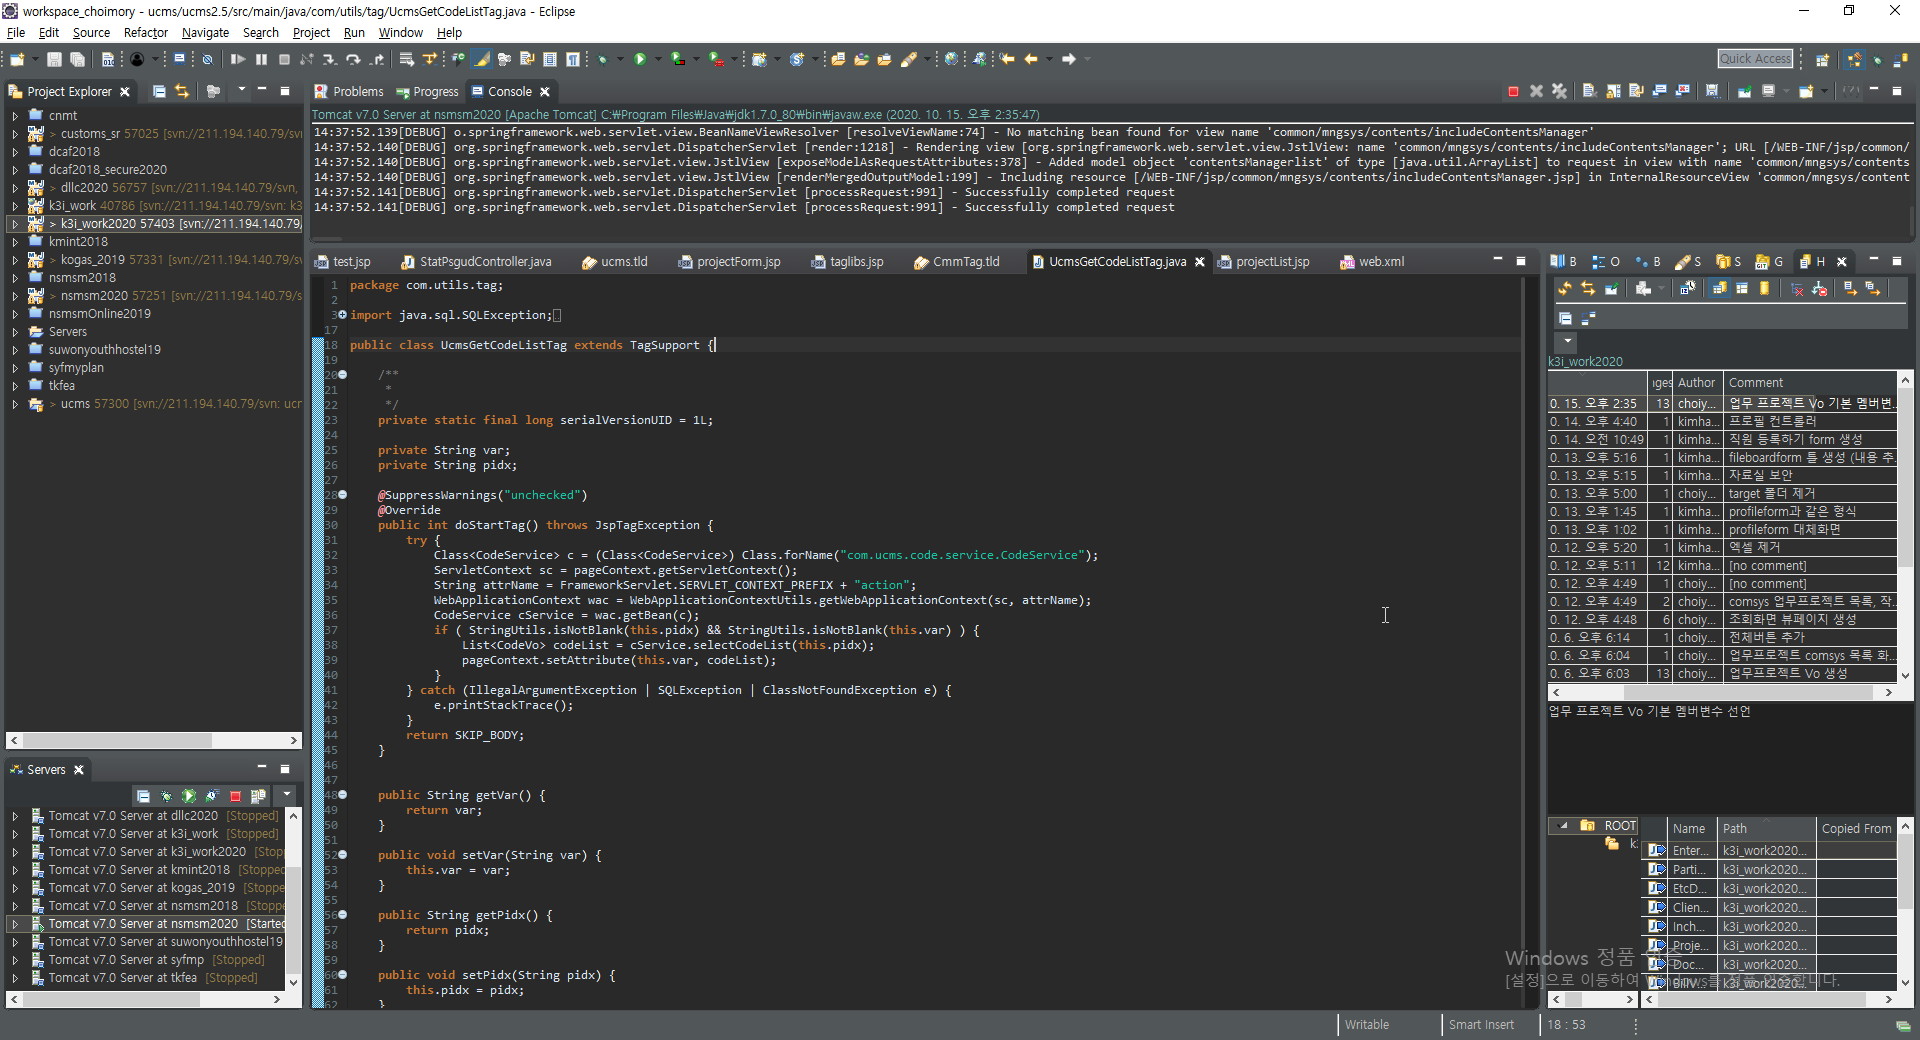 workspace_choimory - ucms/ucms2.5/src/main/java/com/utils/tag/UcmsGetCodeListTag.java - Eclipse
File Edit Source Refactor Navigate Search Project Run Window Help
Quick Access
Project Explorer
cnmt
> customs_sr 57025 [svn://211.194.140.79/svn
dcaf2018
dcaf2018_secure2020
> dllc2020 56757 [svn://211.194.140.79/svn,
k3i_work 40786 [svn://211.194.140.79/svn: k3
> k3i_work2020 57403 [svn://211.194.140.79/
kmint2018
> kogas_2019 57331 [svn://211.194.140.79/sv
nsmsm2018
> nsmsm2020 57251 [svn://211.194.140.79/s
nsmsmOnline2019
Servers
suwonyouthhostel19
syfmyplan
tkfea
> ucms 57300 [svn://211.194.140.79/svn: ucr
Servers
Tomcat v7.0 Server at dllc2020 [Stopped]
Tomcat v7.0 Server at k3i_work [Stopped]
Tomcat v7.0 Server at k3i_work2020 [Stop
Tomcat v7.0 Server at kmint2018 [Stopped
Tomcat v7.0 Server at kogas_2019 [Stoppe
Tomcat v7.0 Server at nsmsm2018 [Stoppe
Tomcat v7.0 Server at nsmsm2020 [Started
Tomcat v7.0 Server at suwonyouthhostel19
Tomcat v7.0 Server at syfmp [Stopped]
Tomcat v7.0 Server at tkfea [Stopped]
Problems Progress Console
Tomcat v7.0 Server at nsmsm2020 [Apache Tomcat] C:₩Program Files₩Java₩jdk1.7.0_80₩bin₩javaw.exe (2020. 10. 15. 오후 2:35:47)
14:37:52.139[DEBUG] o.springframework.web.servlet.view.BeanNameViewResolver [resolveViewName:74] - No matching bean found for view name 'common/mngsys/contents/includeContentsManager'
14:37:52.140[DEBUG] org.springframework.web.servlet.DispatcherServlet [render:1218] - Rendering view [org.springframework.web.servlet.view.JstlView: name 'common/mngsys/contents/includeContentsManager'; URL [/WEB-INF/jsp/common/
14:37:52.140[DEBUG] org.springframework.web.servlet.view.JstlView [exposeModelAsRequestAttributes:378] - Added model object 'contentsManagerlist' of type [java.util.ArrayList] to request in view with name 'common/mngsys/contents
14:37:52.140[DEBUG] org.springframework.web.servlet.view.JstlView [renderMergedOutputModel:199] - Including resource [/WEB-INF/jsp/common/mngsys/contents/includeContentsManager.jsp] in InternalResourceView 'common/mngsys/content
14:37:52.141[DEBUG] org.springframework.web.servlet.DispatcherServlet [processRequest:991] - Successfully completed request
14:37:52.141[DEBUG] org.springframework.web.servlet.DispatcherServlet [processRequest:991] - Successfully completed request
test.jsp StatPsgudController.java ucms.tld projectForm.jsp taglibs.jsp CmmTag.tld UcmsGetCodeListTag.java projectList.jsp web.xml
1 package com.utils.tag;
2
3 import java.sql.SQLException;
17
18 public class UcmsGetCodeListTag extends TagSupport {
19
20 /**
21 *
22 */
23 private static final long serialVersionUID = 1L;
24
25 private String var;
26 private String pidx;
27
28 @SuppressWarnings("unchecked")
29 @Override
30 public int doStartTag() throws JspTagException {
31 try {
32 Class<CodeService> c = (Class<CodeService>) Class.forName("com.ucms.code.service.CodeService");
33 ServletContext sc = pageContext.getServletContext();
34 String attrName = FrameworkServlet.SERVLET_CONTEXT_PREFIX + "action";
35 WebApplicationContext wac = WebApplicationContextUtils.getWebApplicationContext(sc, attrName);
36 CodeService cService = wac.getBean(c);
37 if ( StringUtils.isNotBlank(this.pidx) && StringUtils.isNotBlank(this.var) ) {
38 List<CodeVo> codeList = cService.selectCodeList(this.pidx);
39 pageContext.setAttribute(this.var, codeList);
40 }
41 } catch (IllegalArgumentException | SQLException | ClassNotFoundException e) {
42 e.printStackTrace();
43 }
44 return SKIP_BODY;
45 }
46
47
48 public String getVar() {
49 return var;
50 }
51
52 public void setVar(String var) {
53 this.var = var;
54 }
55
56 public String getPidx() {
57 return pidx;
58 }
59
60 public void setPidx(String pidx) {
61 this.pidx = pidx;
62 }
B O B S S G H
k3i_work2020
iges Author Comment
0. 15. 오후 2:35 13 choiy... 업무 프로젝트 Vo 기본 멤버변...
0. 14. 오후 4:40 1 kimha... 프로필 컨트롤러
0. 14. 오전 10:49 1 kimha... 직원 등록하기 form 생성
0. 13. 오후 5:16 1 kimha... fileboardform 틀 생성 (내용 추...
0. 13. 오후 5:15 1 kimha... 자료실 보안
0. 13. 오후 5:00 1 choiy... target 폴더 제거
0. 13. 오후 1:45 1 kimha... profileform과 같은 형식
0. 13. 오후 1:02 1 kimha... profileform 대체화면
0. 12. 오후 5:20 1 kimha... 엑셀 제거
0. 12. 오후 5:11 12 kimha... [no comment]
0. 12. 오후 4:49 1 choiy... [no comment]
0. 12. 오후 4:49 2 choiy... comsys 업무프로젝트 목록, 작...
0. 12. 오후 4:48 6 choiy... 조회화면 뷰페이지 생성
0. 6. 오후 6:14 1 choiy... 전체버튼 추가
0. 6. 오후 6:04 1 choiy... 업무프로젝트 comsys 목록 화...
0. 6. 오후 6:03 13 choiy... 업무프로젝트 Vo 생성
업무 프로젝트 Vo 기본 멤버변수 선언
ROOT
k:
Name Path Copied From
Enter... k3i_work2020...
Parti... k3i_work2020...
EtcD... k3i_work2020...
Clien... k3i_work2020...
Inch... k3i_work2020...
Proje... k3i_work2020...
Doc... k3i_work2020...
BillV... k3i_work2020...
Windows 정품 인증
[설정]으로 이동하여 Windows를 정품 인증합니다.
Writable Smart Insert 18 : 53